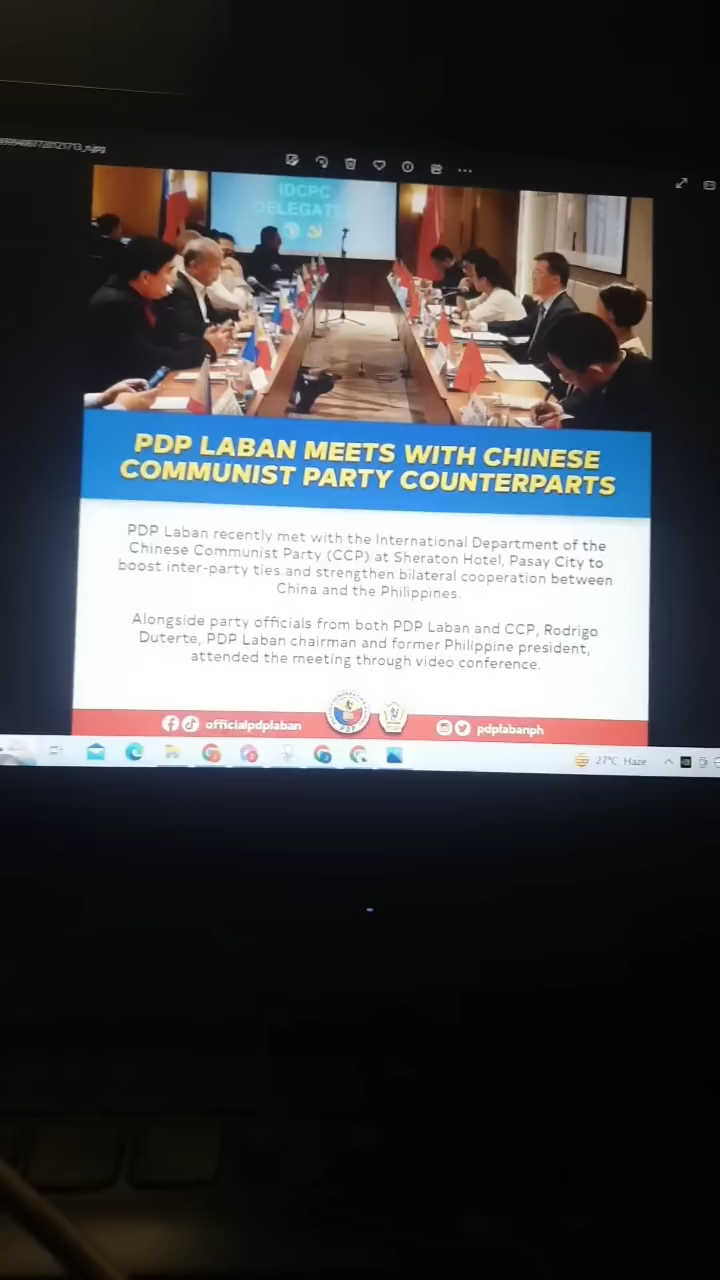 IDCPC
DELEGATE
PDP LABAN MEETS WITH CHINESE
COMMUNIST PARTY COUNTERPARTS
PDP Laban recently met with the International Department of the
Chinese Communist Party (CCP) at Sheraton Hotel, Pasay City to
boost inter-party ties and strengthen bilateral cooperation between
China and the Philippines.
Alongside party officials from both PDP Laban and CCP, Rodrigo
Duterte, PDP Laban chairman and former Philippine president,
attended the meeting through video conference.
officialpdplaban
PDP
pdplabanph
27°C Haze